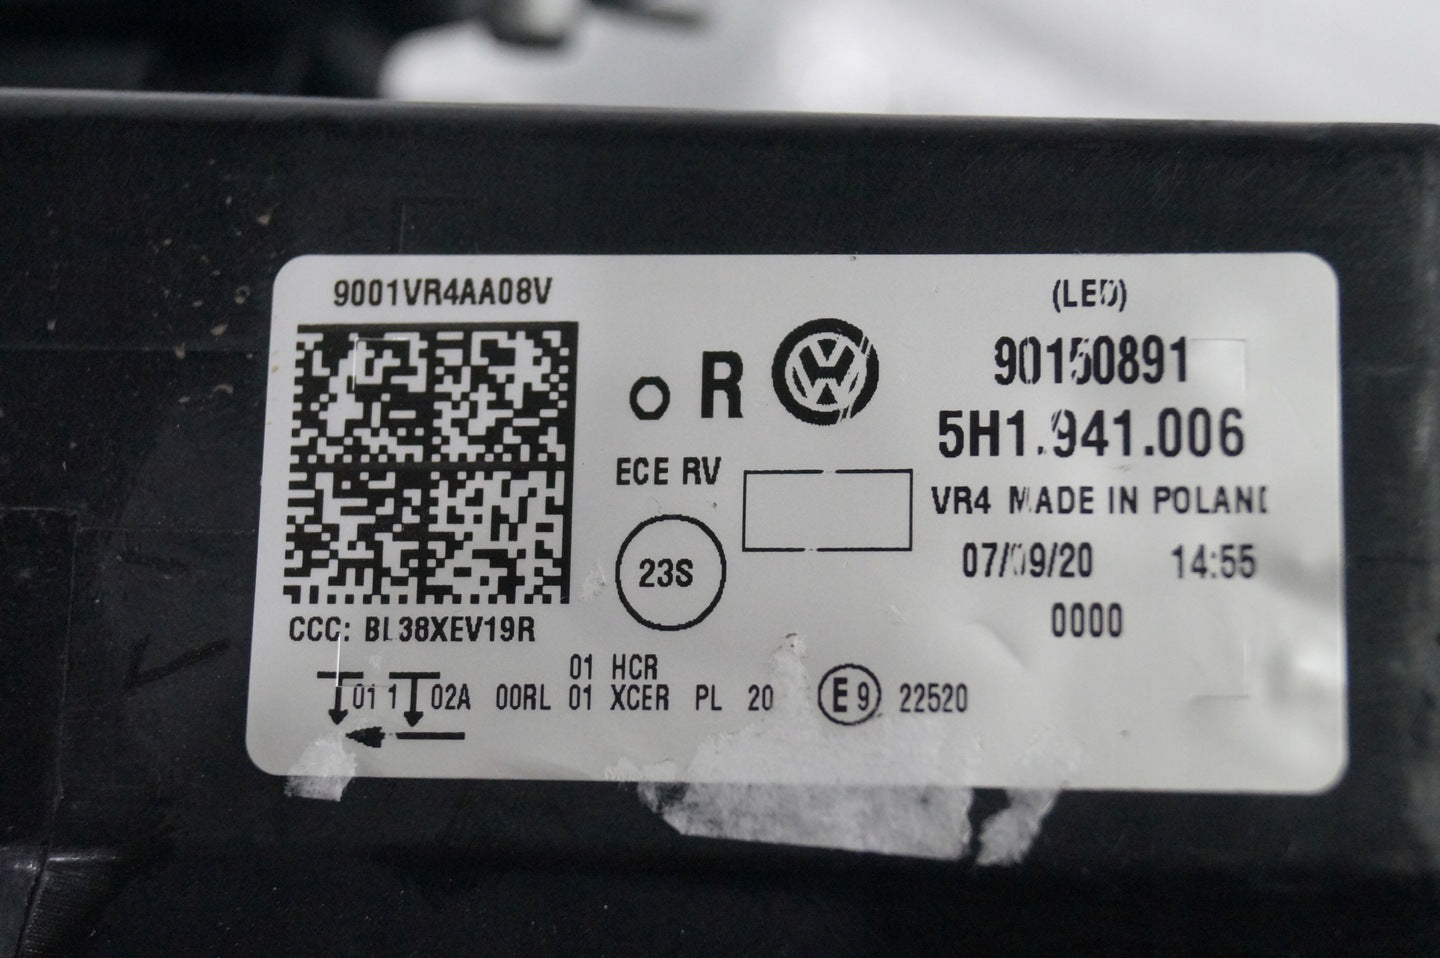 9001VR4AA08V
(LED)
o R
90150891
5H1.941.006
ECE RV
VR4 MADE IN POLAND
23S
07/09/20 14:55
0000
CCC: BL38XEV19R
01 HCR
01 1 02A 00RL 01 XCER PL 20 E9 22520